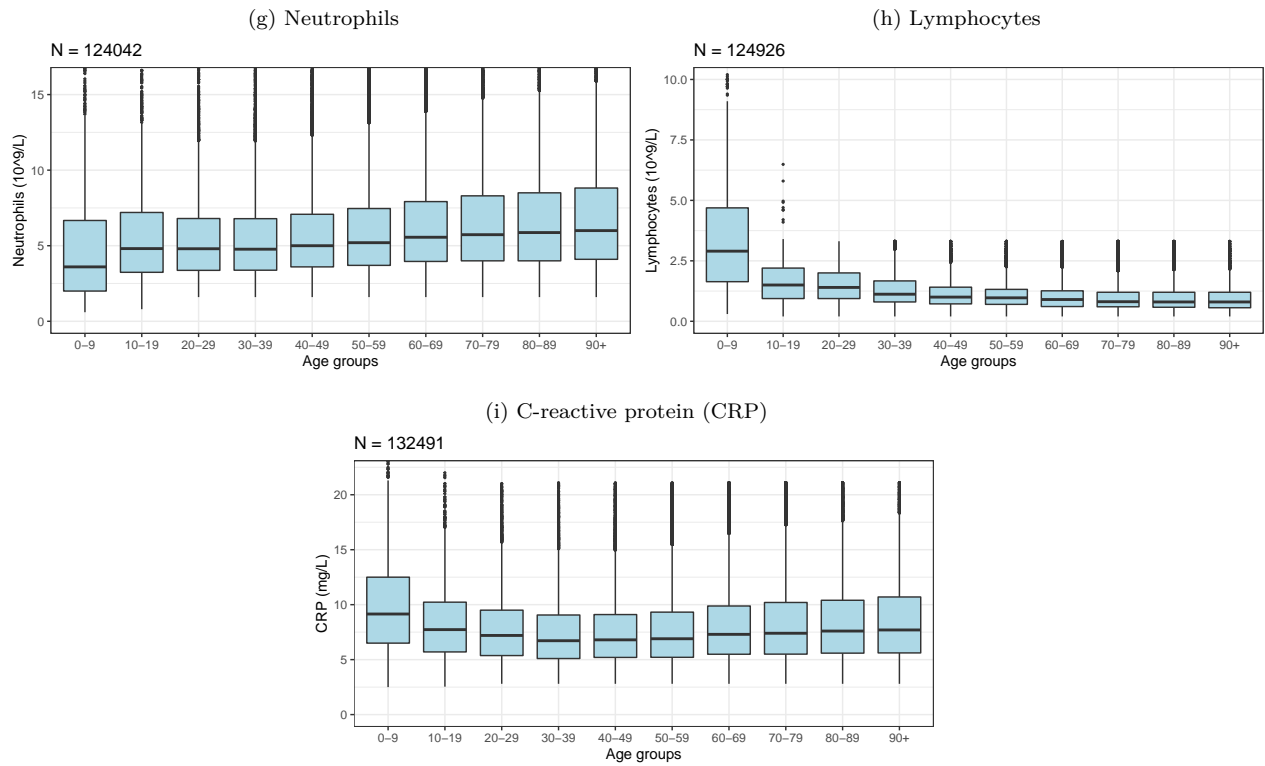 (g) Neutrophils
N = 124042
Neutrophils (10^9/L)
15
10
5
0
0–9 10–19 20–29 30–39 40–49 50–59 60–69 70–79 80–89 90+
Age groups
(h) Lymphocytes
N = 124926
Lymphocytes (10^9/L)
10.0
7.5
5.0
2.5
0.0
0–9 10–19 20–29 30–39 40–49 50–59 60–69 70–79 80–89 90+
Age groups
(i) C-reactive protein (CRP)
N = 132491
CRP (mg/L)
20
15
10
5
0
0–9 10–19 20–29 30–39 40–49 50–59 60–69 70–79 80–89 90+
Age groups